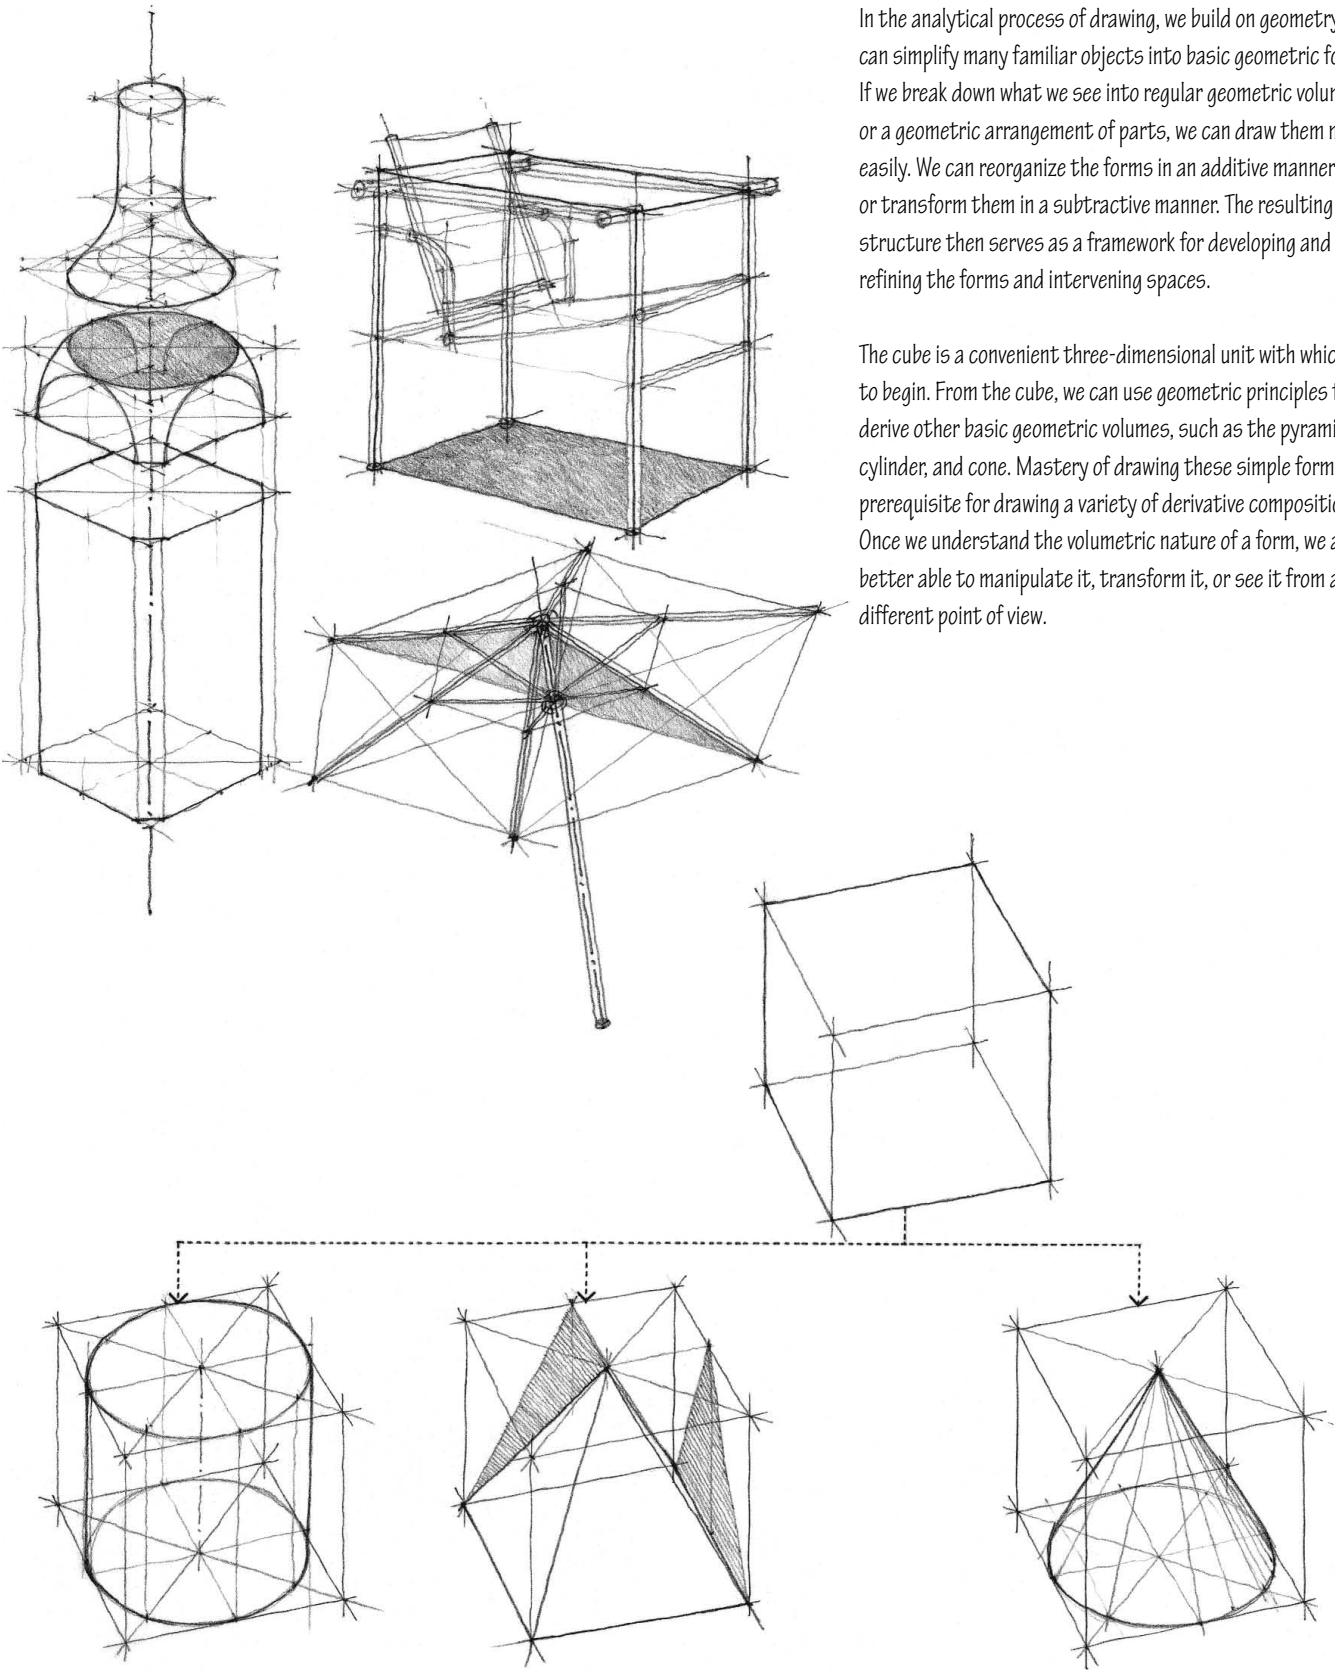 In the analytical process of drawing, we build on geometry
can simplify many familiar objects into basic geometric
If we break down what we see into regular geometric
or a geometric arrangement of parts, we can draw them
easily. We can reorganize the forms in an additive manner
or transform them in a subtractive manner. The resulting
structure then serves as a framework for developing and
refining the forms and intervening spaces.
The cube is a convenient three-dimensional unit with
to begin. From the cube, we can use geometric principles
derive other basic geometric volumes, such as the
cylinder, and cone. Mastery of drawing these simple
prerequisite for drawing a variety of derivative
Once we understand the volumetric nature of a form, we
better able to manipulate it, transform it, or see it from
different point of view.